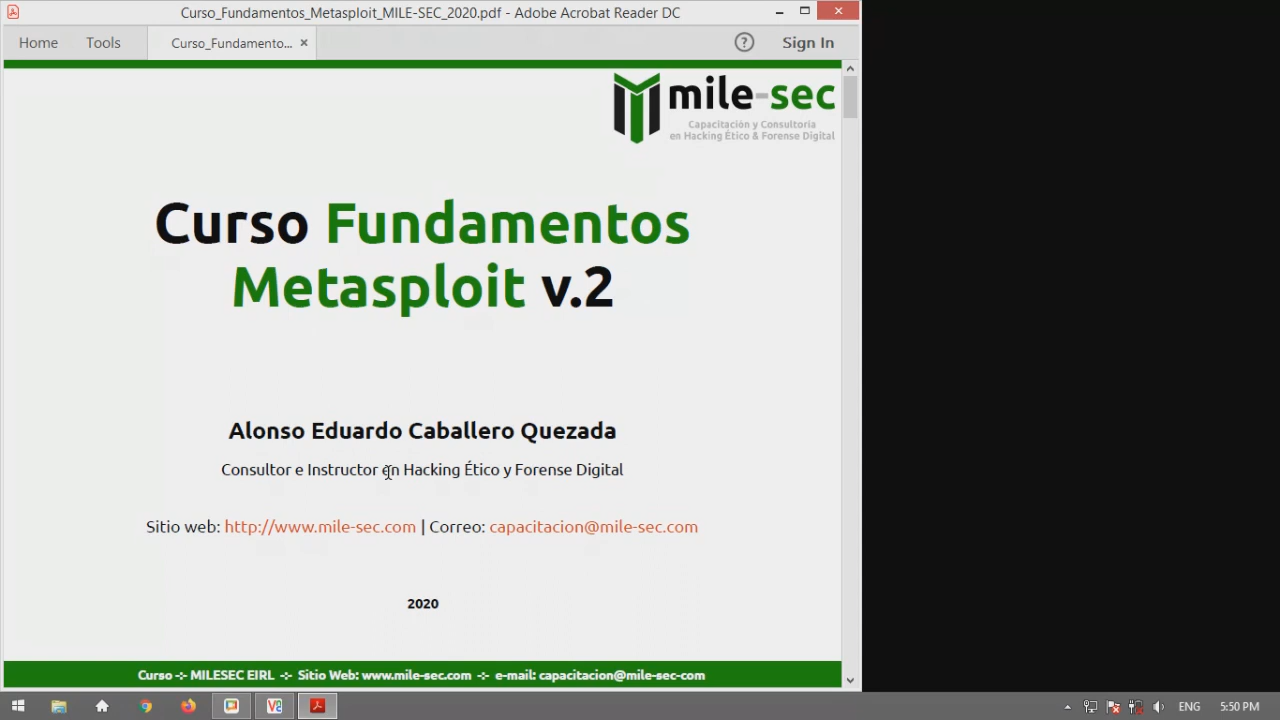 Curso_Fundamentos_Metasploit_MILE-SEC_2020.pdf - Adobe Acrobat Reader DC
Home Tools Curso_Fundamento... × ? Sign In
mile-sec
Capacitación y Consultoría
en Hacking Ético & Forense Digital
Curso Fundamentos
Metasploit v.2
Alonso Eduardo Caballero Quezada
Consultor e Instructor en Hacking Ético y Forense Digital
Sitio web: http://www.mile-sec.com | Correo: capacitacion@mile-sec.com
2020
Curso -:- MILESEC EIRL -:- Sitio Web: www.mile-sec.com -:- e-mail: capacitacion@mile-sec-com
ENG 5:50 PM